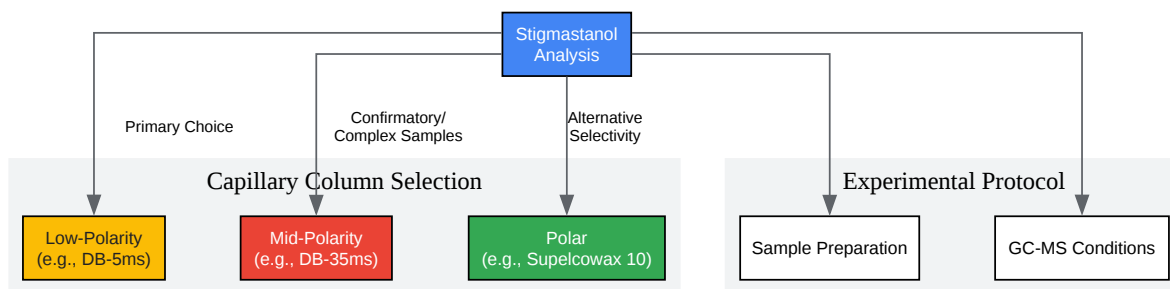 Stigmastanol
Analysis
Primary Choice
Confirmatory/
Complex Samples
Alternative
Selectivity
Capillary Column Selection
Experimental Protocol
Low-Polarity
(e.g., DB-5ms)
Mid-Polarity
(e.g., DB-35ms)
Polar
(e.g., Supelcowax 10)
Sample Preparation
GC-MS Conditions